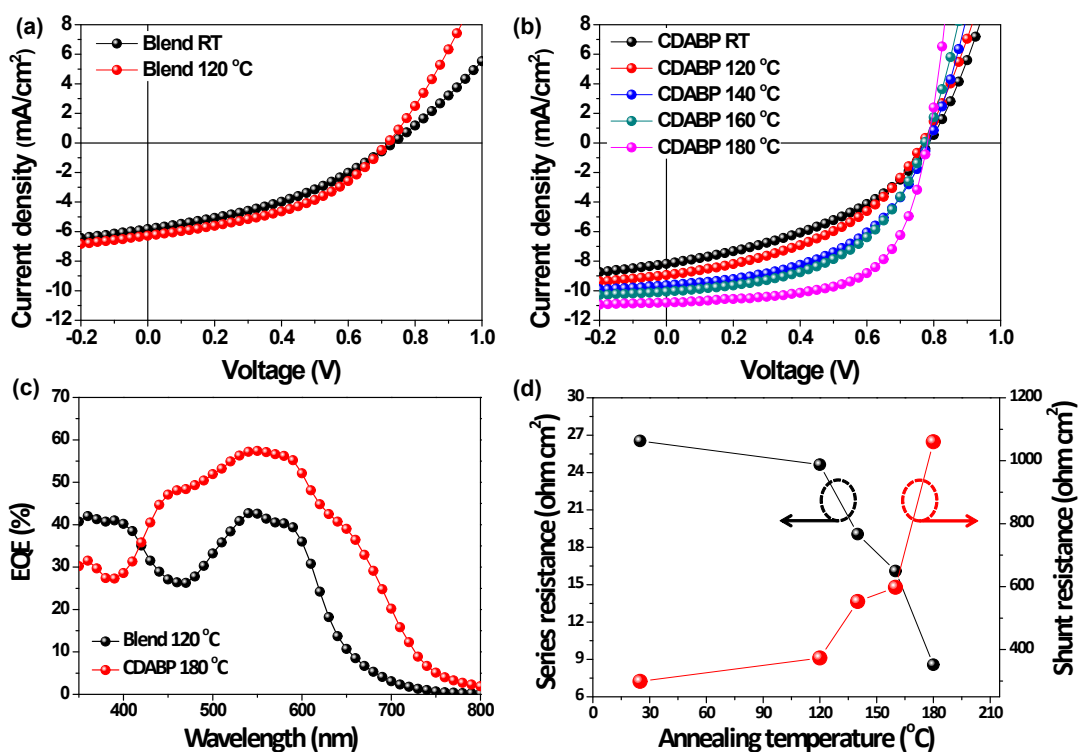 (a)
Blend RT
Blend 120 °C
Current density (mA/cm²)
8
6
4
2
0
-2
-4
-6
-8
-10
-12
-0.2 0.0 0.2 0.4 0.6 0.8 1.0
Voltage (V)
(b)
CDABP RT
CDABP 120 °C
CDABP 140 °C
CDABP 160 °C
CDABP 180 °C
Current density (mA/cm²)
8
6
4
2
0
-2
-4
-6
-8
-10
-12
-0.2 0.0 0.2 0.4 0.6 0.8 1.0
Voltage (V)
(c)
EQE (%)
70
60
50
40
30
20
10
0
Blend 120 °C
CDABP 180 °C
400 500 600 700 800
Wavelength (nm)
(d)
Series resistance (ohm cm²)
30
27
24
21
18
15
12
9
6
Shunt resistance (ohm cm²)
1200
1000
800
600
400
0 30 60 90 120 150 180 210
Annealing temperature (°C)